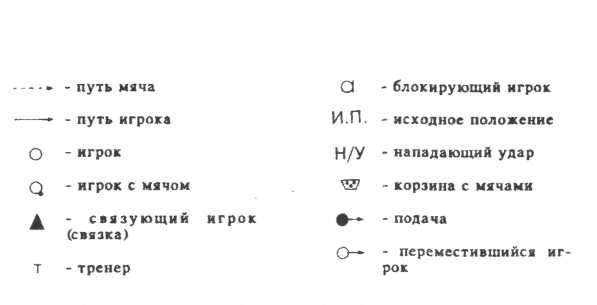 - путь мяча
- путь игрока
- игрок
- игрок с мячом
- связующий игрок
(связка)
Т - тренер
- блокирующий игрок
И.П. - исходное положение
Н/У - нападающий удар
- корзина с мячами
- подача
- переместившийся иг-
рок